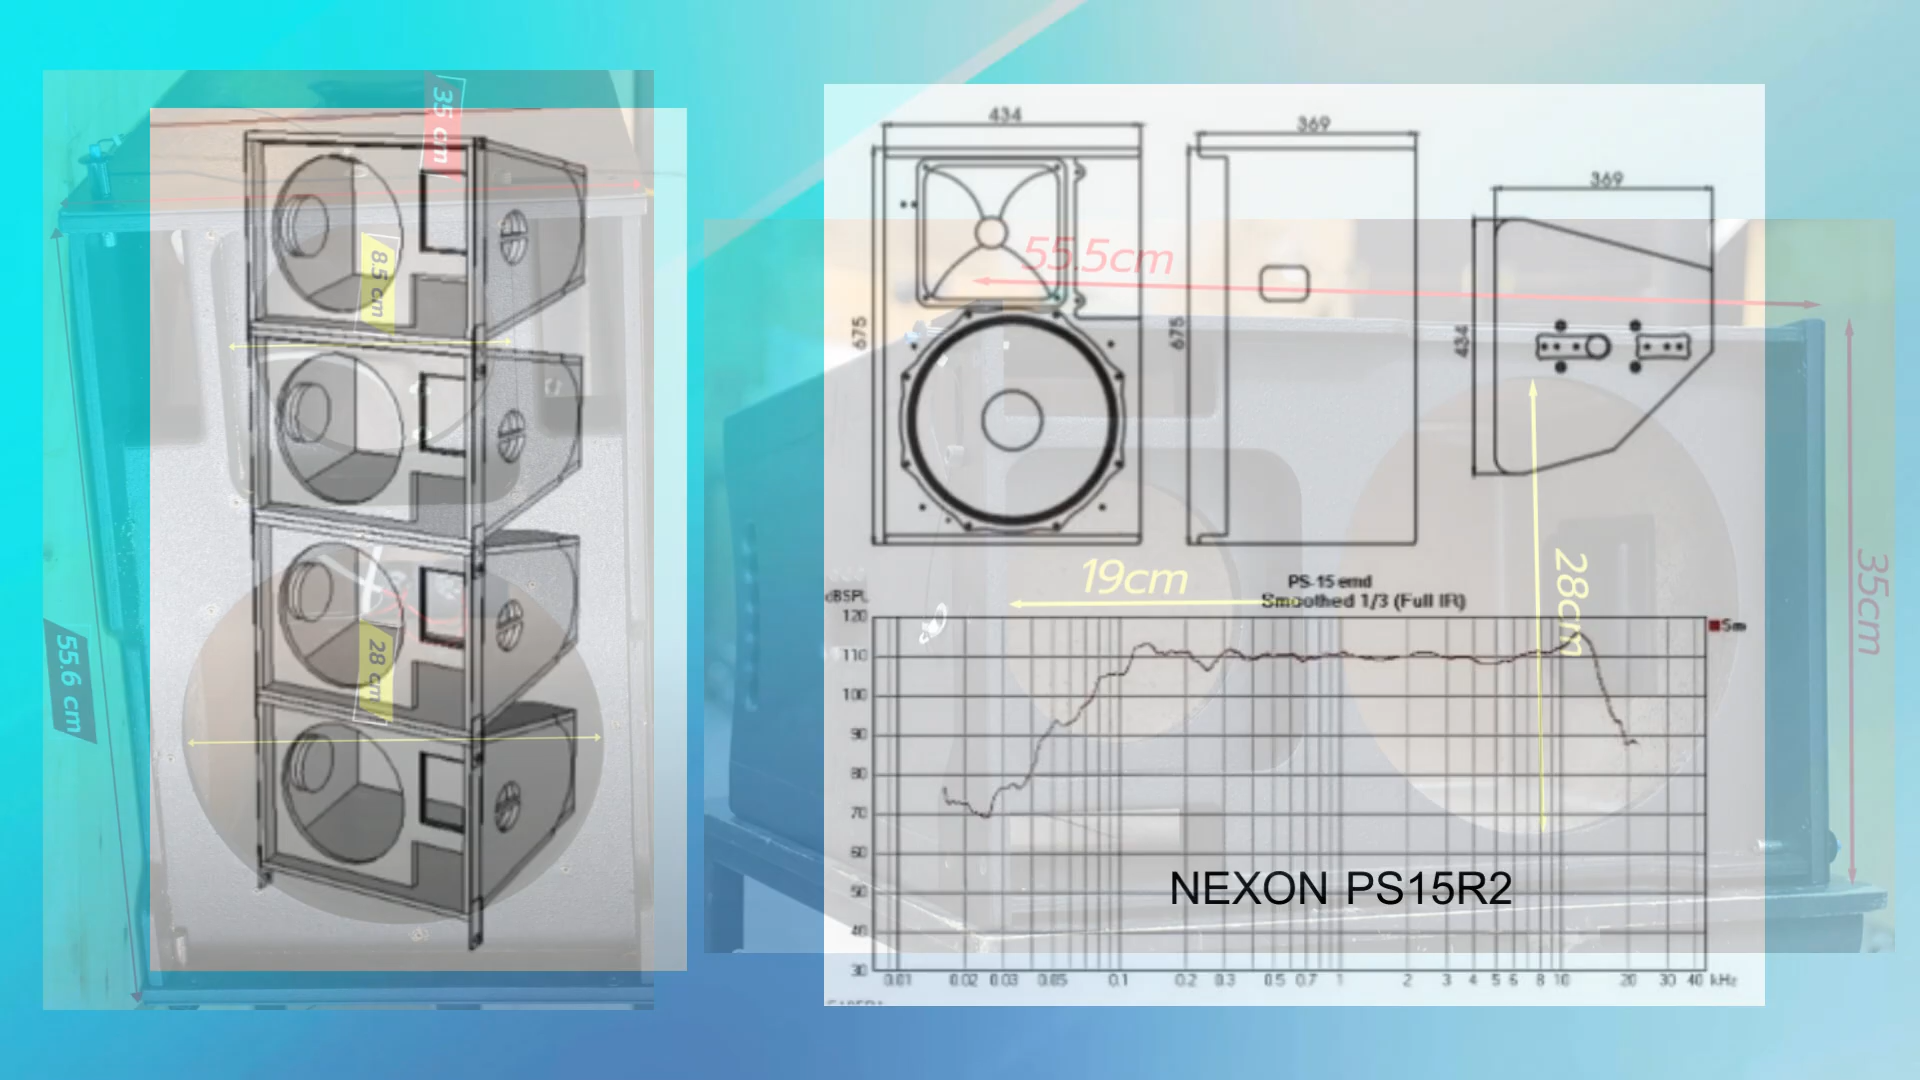 35 cm
8.5 cm
28 cm
55.6 cm
434
675
369
675
369
434
55.5cm
19cm
28cm
35cm
PS-15 emd
Smoothed 1/3 (Full IR)
dBSPL
120
110
100
90
80
70
60
50
40
30
0.01 0.02 0.03 0.05 0.1 0.2 0.3 0.5 0.7 1 2 3 4 5 6 8 10 20 30 40 kHz
Sm
NEXON PS15R2